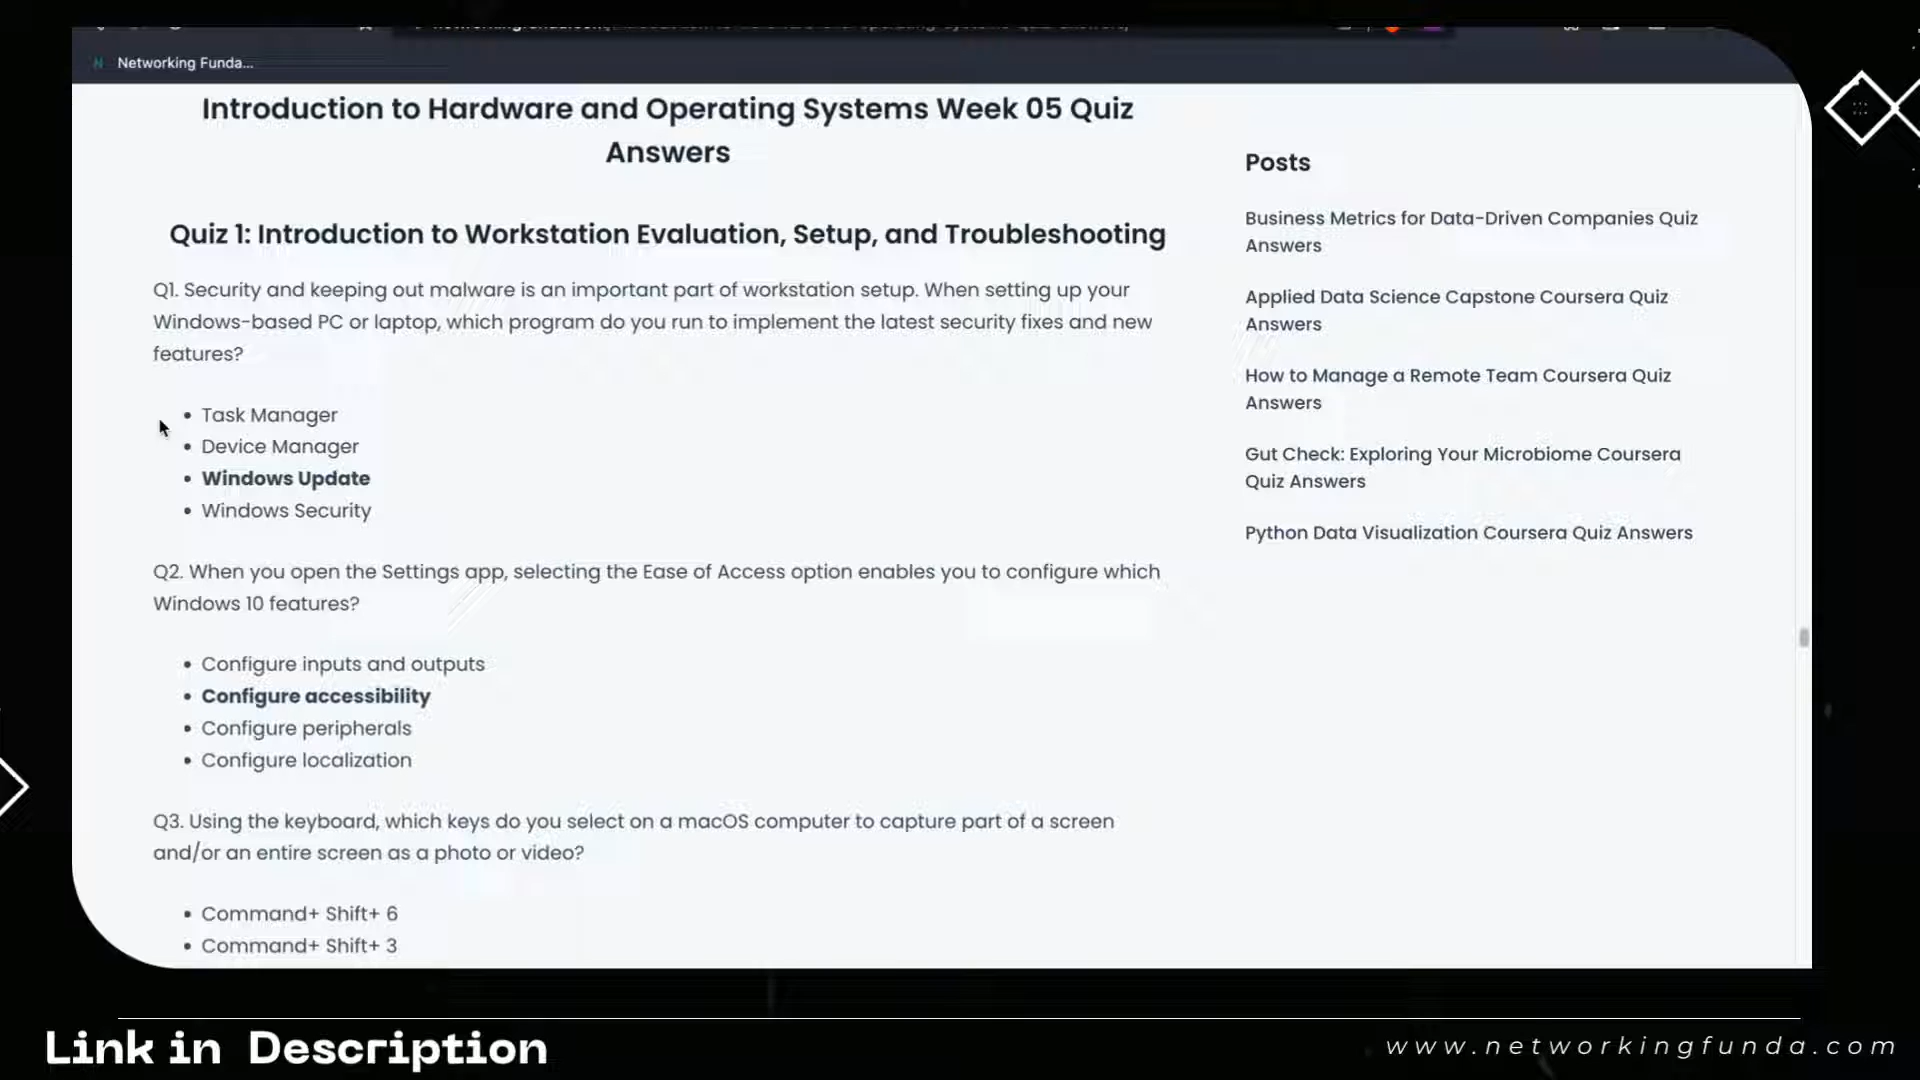 Networking Funda...
Introduction to Hardware and Operating Systems Week 05 Quiz
Answers
Quiz 1: Introduction to Workstation Evaluation, Setup, and Troubleshooting
Q1. Security and keeping out malware is an important part of workstation setup. When setting up your
Windows-based PC or laptop, which program do you run to implement the latest security fixes and new
features?
Task Manager
Device Manager
Windows Update
Windows Security
Q2. When you open the Settings app, selecting the Ease of Access option enables you to configure which
Windows 10 features?
Configure inputs and outputs
Configure accessibility
Configure peripherals
Configure localization
Q3. Using the keyboard, which keys do you select on a macOS computer to capture part of a screen
and/or an entire screen as a photo or video?
Command+ Shift+ 6
Command+ Shift+ 3
Posts
Business Metrics for Data-Driven Companies Quiz
Answers
Applied Data Science Capstone Coursera Quiz
Answers
How to Manage a Remote Team Coursera Quiz
Answers
Gut Check: Exploring Your Microbiome Coursera
Quiz Answers
Python Data Visualization Coursera Quiz Answers
Link in Description
www.networkingfunda.com